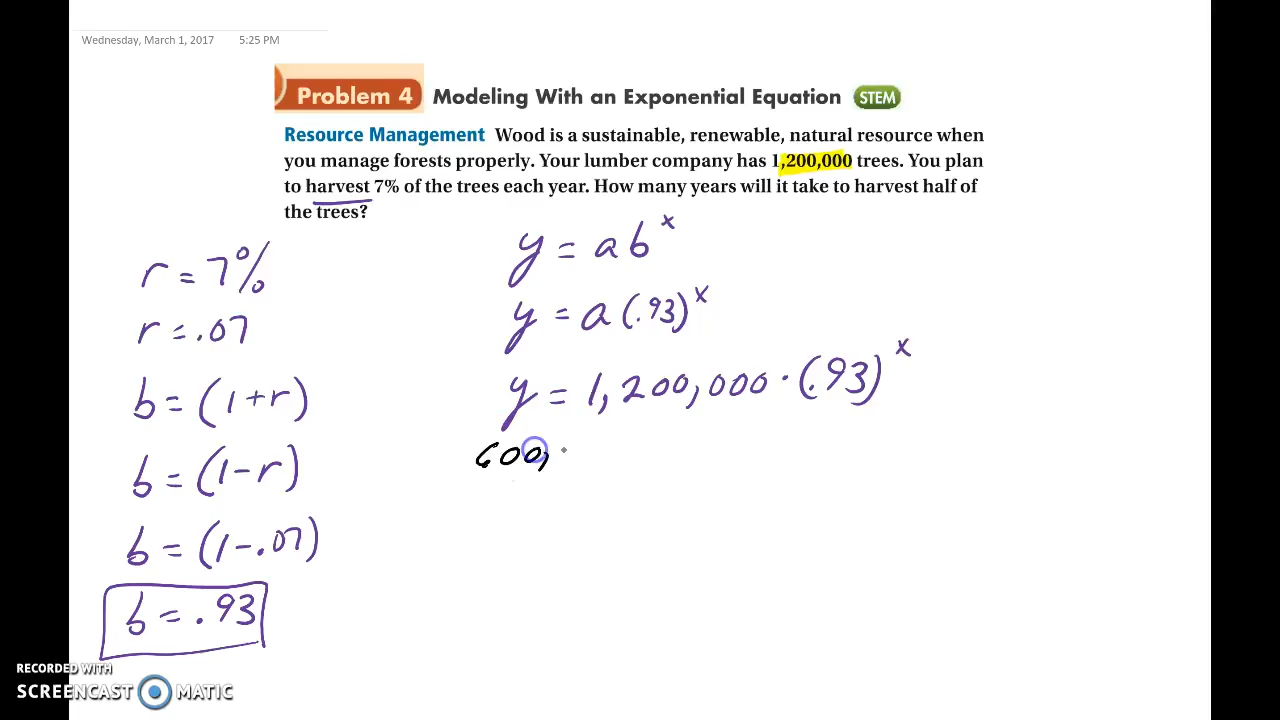 Wednesday, March 1, 2017 5:25 PM
Problem 4 Modeling With an Exponential Equation STEM
Resource Management Wood is a sustainable, renewable, natural resource when
you manage forests properly. Your lumber company has 1,200,000 trees. You plan
to harvest 7% of the trees each year. How many years will it take to harvest half of
the trees?
y = ab^x
r = 7%
y = a(.93)^x
r = .07
y = 1,200,000 · (.93)^x
b = (1+r)
600,
b = (1-r)
b = (1-.07)
b = .93
RECORDED WITH
SCREENCAST MATIC